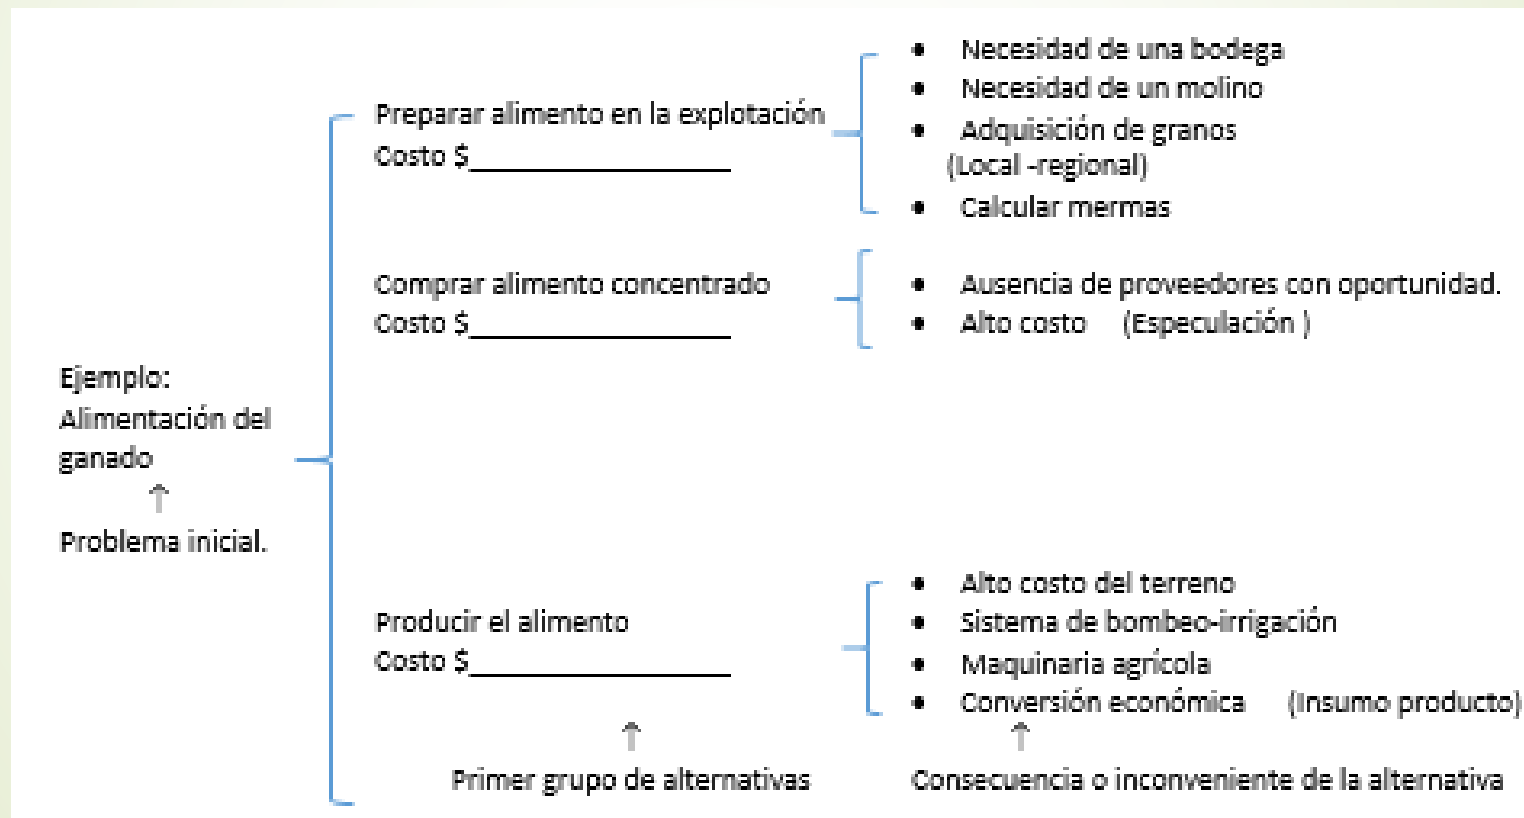 Ejemplo:
Alimentación del
ganado
↑
Problema inicial.
Preparar alimento en la explotación
Costo $____________________
• Necesidad de una bodega
• Necesidad de un molino
• Adquisición de granos
(Local -regional)
• Calcular mermas
Comprar alimento concentrado
Costo $____________________
• Ausencia de proveedores con oportunidad.
• Alto costo (Especulación )
Producir el alimento
Costo $____________________
• Alto costo del terreno
• Sistema de bombeo-irrigación
• Maquinaria agrícola
• Conversión económica (Insumo producto)
↑
Primer grupo de alternativas
↑
Consecuencia o inconveniente de la alternativa